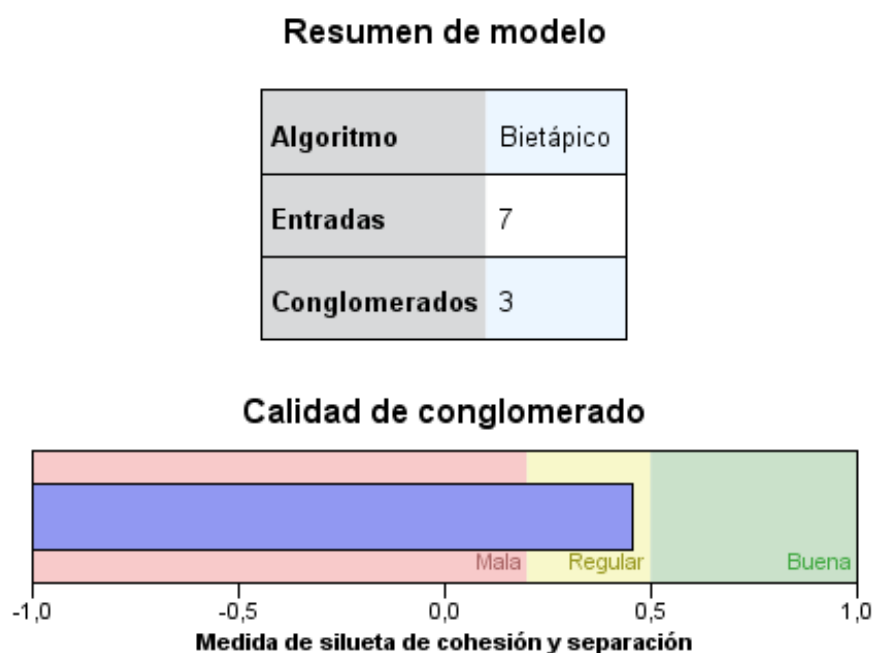 Resumen de modelo
Algoritmo Bietápico
Entradas 7
Conglomerados 3
Calidad de conglomerado
Mala Regular Buena
-1,0 -0,5 0,0 0,5 1,0
Medida de silueta de cohesión y separación